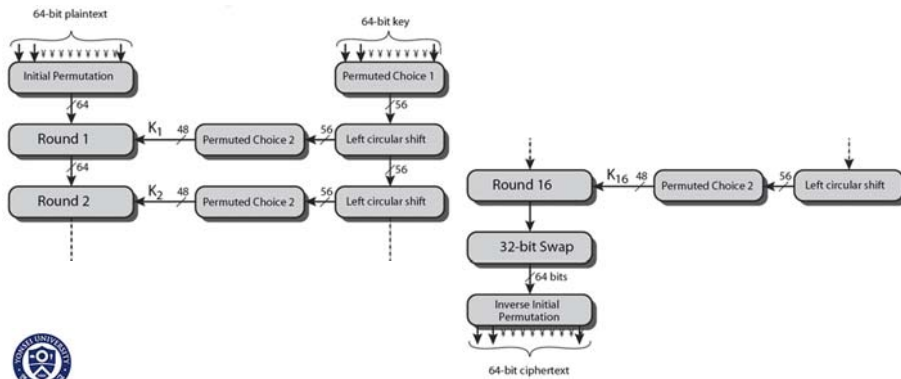 64-bit plaintext
64-bit key
Initial Permutation
Permuted Choice 1
64
56
Round 1
K1
48
Permuted Choice 2
56
Left circular shift
64
56
Round 2
K2
48
Permuted Choice 2
56
Left circular shift
Round 16
K16
48
Permuted Choice 2
56
Left circular shift
32-bit Swap
64 bits
Inverse Initial
Permutation
64-bit ciphertext
YONSEI UNIVERSITY